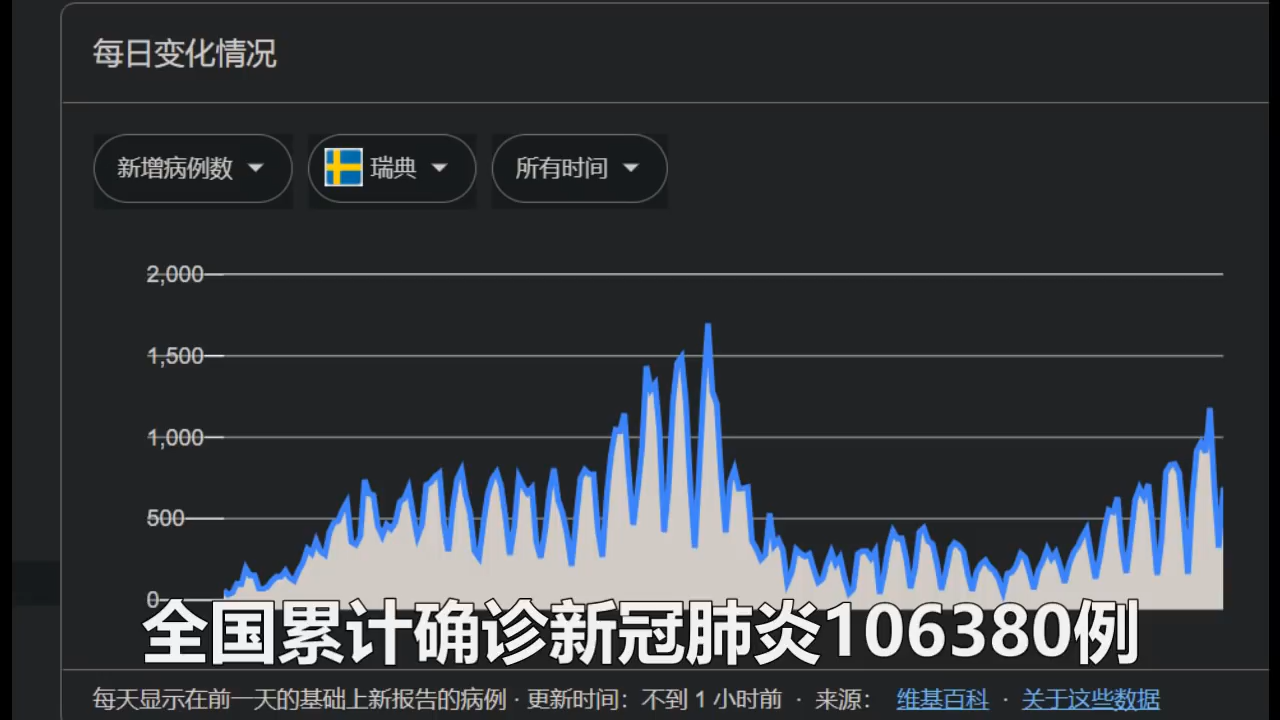 每日变化情况
新增病例数 瑞典 所有时间
2,000
1,500
1,000
500
0
全国累计确诊新冠肺炎106380例
每天显示在前一天的基础上新报告的病例 · 更新时间：不到 1 小时前 · 来源： 维基百科 · 关于这些数据